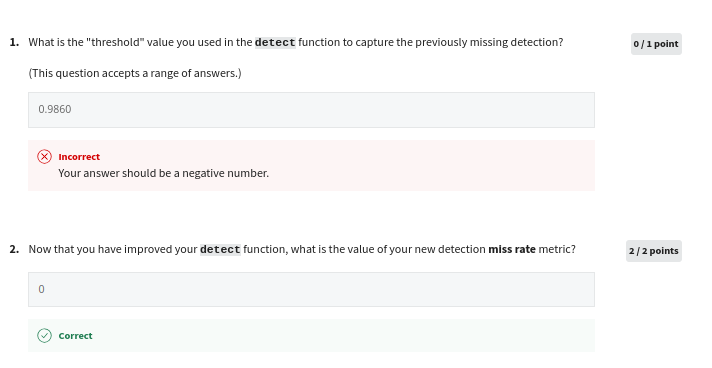 1. What is the "threshold" value you used in the detect function to capture the previously missing detection? 0 / 1 point
(This question accepts a range of answers.)
0.9860
Incorrect
Your answer should be a negative number.
2. Now that you have improved your detect function, what is the value of your new detection miss rate metric? 2 / 2 points
0
Correct